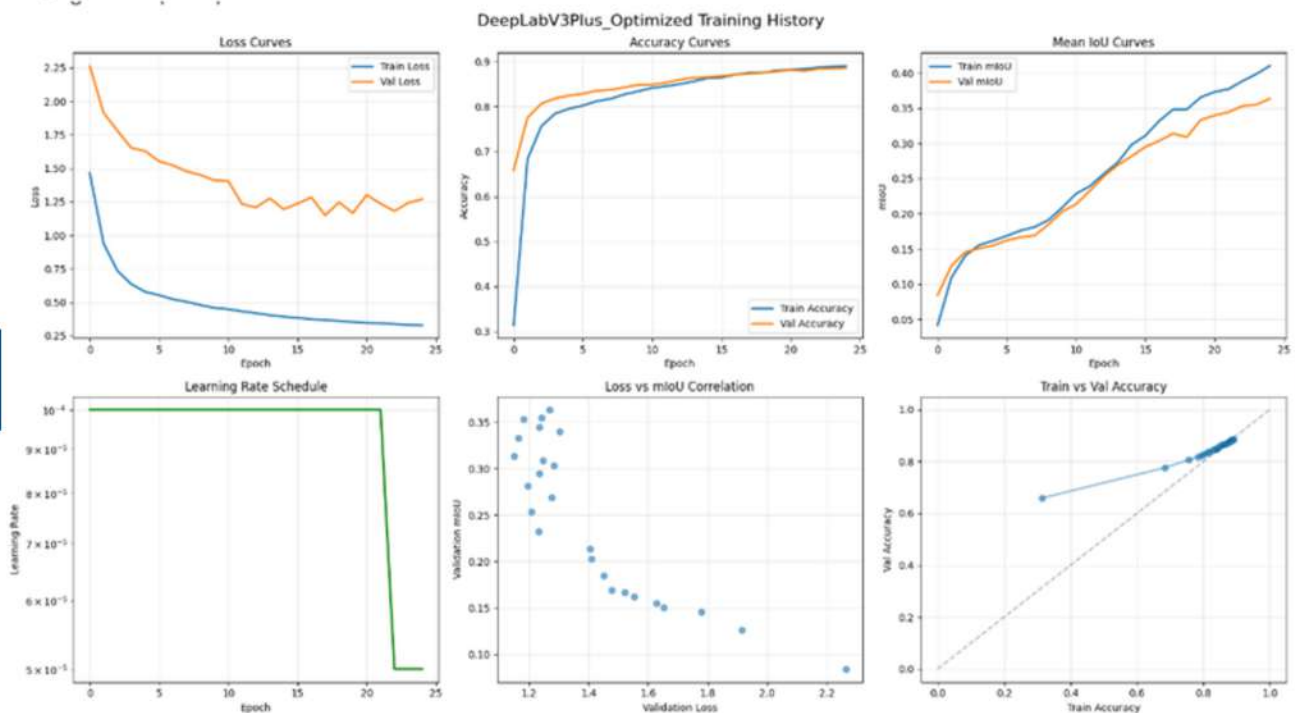 DeepLabV3Plus_Optimized Training History
Loss Curves
2.25
2.00
1.75
1.50
1.25
1.00
0.75
0.50
0.25
Loss
Train Loss
Val Loss
0 5 10 15 20 25
Epoch
Accuracy Curves
0.9
0.8
0.7
0.6
0.5
0.4
0.3
Accuracy
Train Accuracy
Val Accuracy
0 5 10 15 20 25
Epoch
Mean IoU Curves
0.40
0.35
0.30
0.25
0.20
0.15
0.10
0.05
mIoU
Train mIoU
Val mIoU
0 5 10 15 20 25
Epoch
Learning Rate Schedule
10⁻⁴
9 × 10⁻⁵
8 × 10⁻⁵
7 × 10⁻⁵
6 × 10⁻⁵
5 × 10⁻⁵
Learning Rate
0 5 10 15 20 25
Epoch
Loss vs mIoU Correlation
0.35
0.30
0.25
0.20
0.15
0.10
Validation mIoU
1.2 1.4 1.6 1.8 2.0 2.2
Validation Loss
Train vs Val Accuracy
1.0
0.8
0.6
0.4
0.2
0.0
Val Accuracy
0.0 0.2 0.4 0.6 0.8 1.0
Train Accuracy